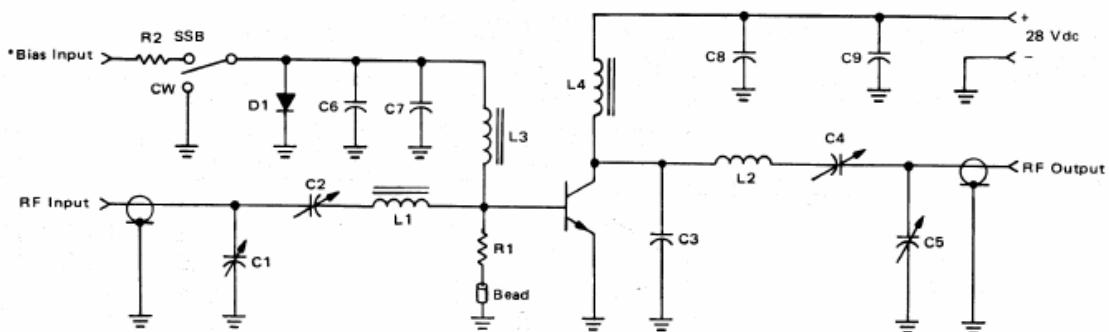 +
28 Vdc
−
R2 SSB
*Bias Input
CW
D1
C6
C7
L3
L4
C8
C9
RF Input
C2
L1
C1
R1
Bead
C3
L2
C4
C5
RF Output